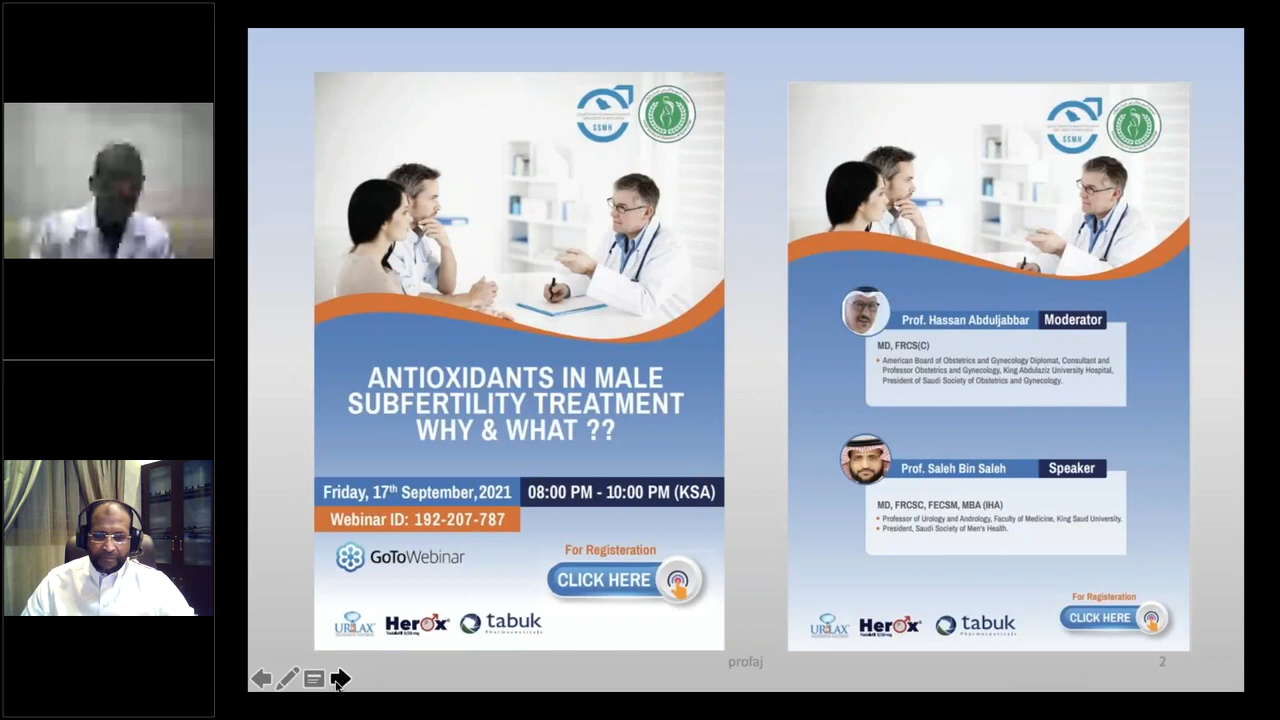 SSMH
ANTIOXIDANTS IN MALE
SUBFERTILITY TREATMENT
WHY & WHAT ??
Friday, 17th September,2021
08:00 PM - 10:00 PM (KSA)
Webinar ID: 192-207-787
GoToWebinar
For Registeration
CLICK HERE
URILAX
Herox
tabuk
Pharmaceuticals
SSMH
Prof. Hassan Abduljabbar
Moderator
MD, FRCS(C)
• American Board of Obstetrics and Gynecology Diplomat, Consultant and
Professor Obstetrics and Gynecology, King Abdulaziz University Hospital,
President of Saudi Society of Obstetrics and Gynecology.
Prof. Saleh Bin Saleh
Speaker
MD, FRCSC, FECSM, MBA (IHA)
• Professor of Urology and Andrology, Faculty of Medicine, King Saud University.
• President, Saudi Society of Men's Health.
For Registeration
CLICK HERE
URILAX
Herox
tabuk
Pharmaceuticals
profaj
2